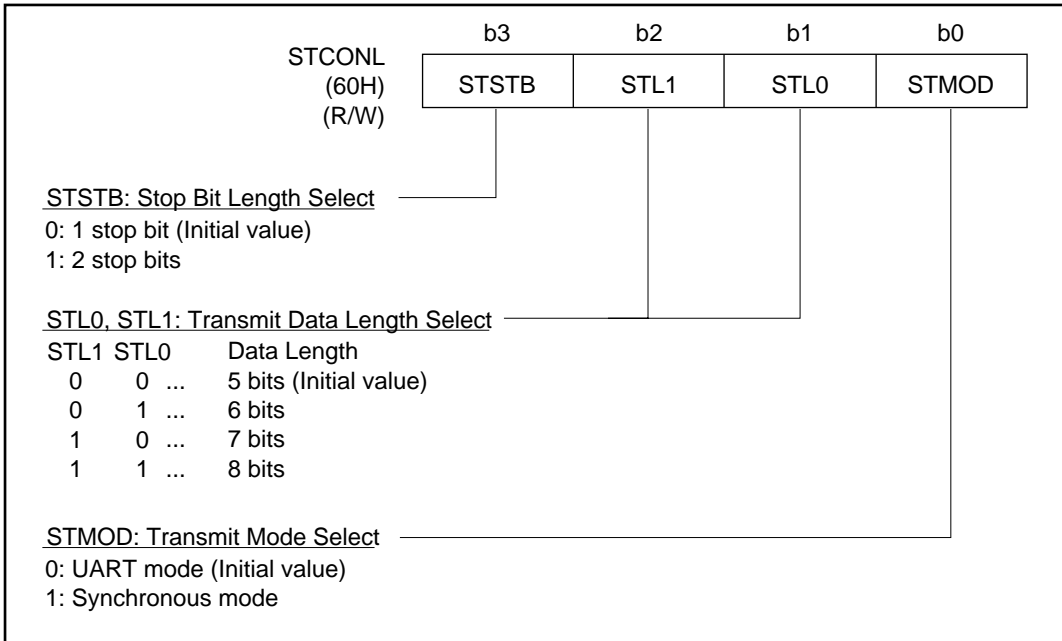 b3 b2 b1 b0
STCONL
(60H)
(R/W)
STSTB STL1 STL0 STMOD
STSTB: Stop Bit Length Select
0: 1 stop bit (Initial value)
1: 2 stop bits
STL0, STL1: Transmit Data Length Select
STL1 STL0 Data Length
0 0 ... 5 bits (Initial value)
0 1 ... 6 bits
1 0 ... 7 bits
1 1 ... 8 bits
STMOD: Transmit Mode Select
0: UART mode (Initial value)
1: Synchronous mode